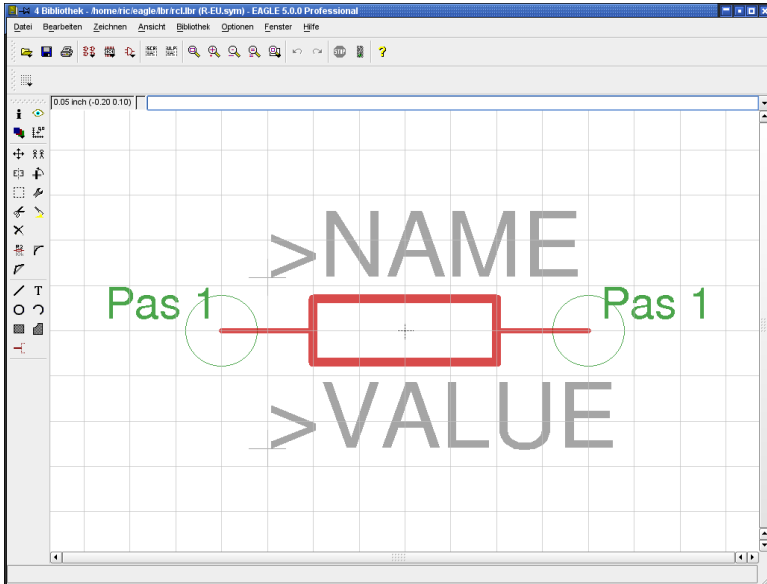 4 Bibliothek - /home/ric/eagle/lbr/rcl.lbr (R-EU.sym) - EAGLE 5.0.0 Professional
Datei Bearbeiten Zeichnen Ansicht Bibliothek Optionen Fenster Hilfe
0.05 inch (-0.20 0.10)
>NAME
Pas 1 Pas 1
>VALUE